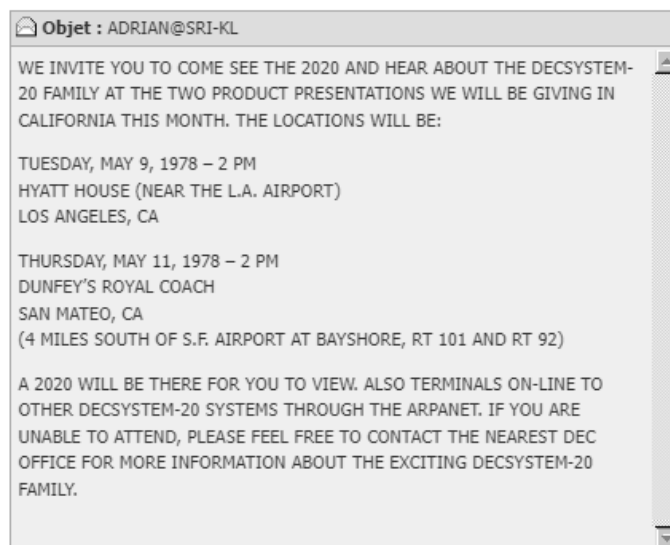 Objet : ADRIAN@SRI-KL
WE INVITE YOU TO COME SEE THE 2020 AND HEAR ABOUT THE DECSYSTEM-
20 FAMILY AT THE TWO PRODUCT PRESENTATIONS WE WILL BE GIVING IN
CALIFORNIA THIS MONTH. THE LOCATIONS WILL BE:
TUESDAY, MAY 9, 1978 – 2 PM
HYATT HOUSE (NEAR THE L.A. AIRPORT)
LOS ANGELES, CA
THURSDAY, MAY 11, 1978 – 2 PM
DUNFEY’S ROYAL COACH
SAN MATEO, CA
(4 MILES SOUTH OF S.F. AIRPORT AT BAYSHORE, RT 101 AND RT 92)
A 2020 WILL BE THERE FOR YOU TO VIEW. ALSO TERMINALS ON-LINE TO
OTHER DECSYSTEM-20 SYSTEMS THROUGH THE ARPANET. IF YOU ARE
UNABLE TO ATTEND, PLEASE FEEL FREE TO CONTACT THE NEAREST DEC
OFFICE FOR MORE INFORMATION ABOUT THE EXCITING DECSYSTEM-20
FAMILY.